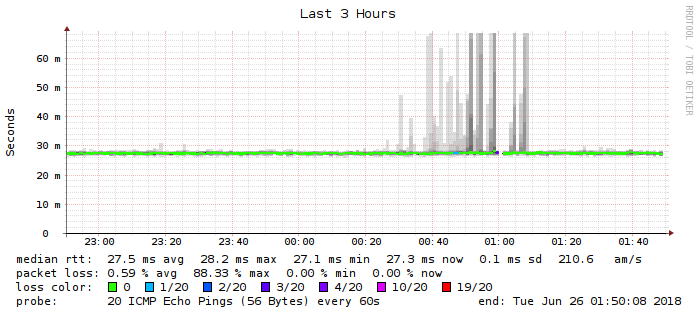 Last 3 Hours
RRDTOOL / TOBI OETIKER
Seconds
60 m
50 m
40 m
30 m
20 m
10 m
0
23:00 23:20 23:40 00:00 00:20 00:40 01:00 01:20 01:40
median rtt: 27.5 ms avg 28.2 ms max 27.1 ms min 27.3 ms now 0.1 ms sd 210.6 am/s
packet loss: 0.59 % avg 88.33 % max 0.00 % min 0.00 % now
loss color: 0 1/20 2/20 3/20 4/20 10/20 19/20
probe: 20 ICMP Echo Pings (56 Bytes) every 60s end: Tue Jun 26 01:50:08 2018